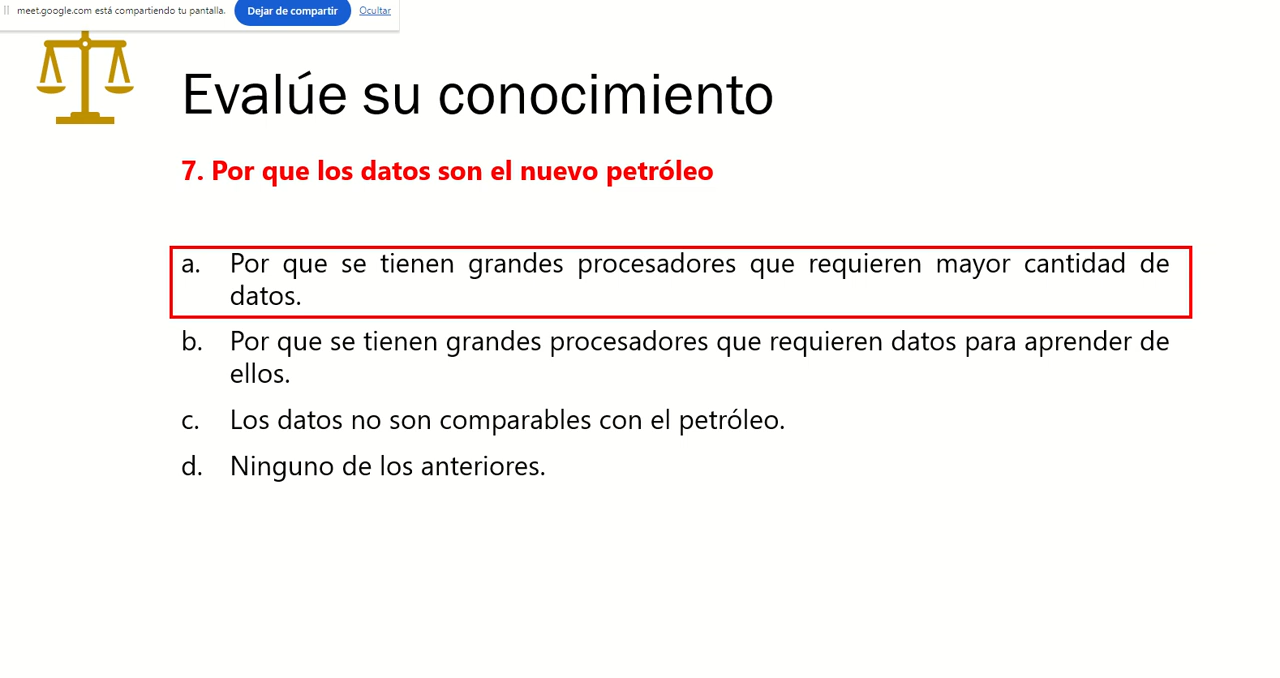 meet.google.com está compartiendo tu pantalla. Dejar de compartir Ocultar
Evalúe su conocimiento
7. Por que los datos son el nuevo petróleo
a. Por que se tienen grandes procesadores que requieren mayor cantidad de
datos.
b. Por que se tienen grandes procesadores que requieren datos para aprender de
ellos.
c. Los datos no son comparables con el petróleo.
d. Ninguno de los anteriores.